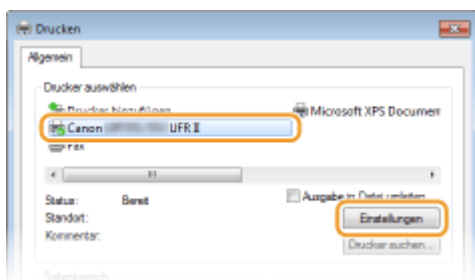 Drucken
Allgemein
Drucker auswählen
Drucker hinzufügen
Microsoft XPS Documen
Canon UFR II
Fax
Status: Bereit
Ausgabe in Datei umleiten
Standort:
Einstellungen
Kommentar:
Drucker suchen...
Seitenbereich